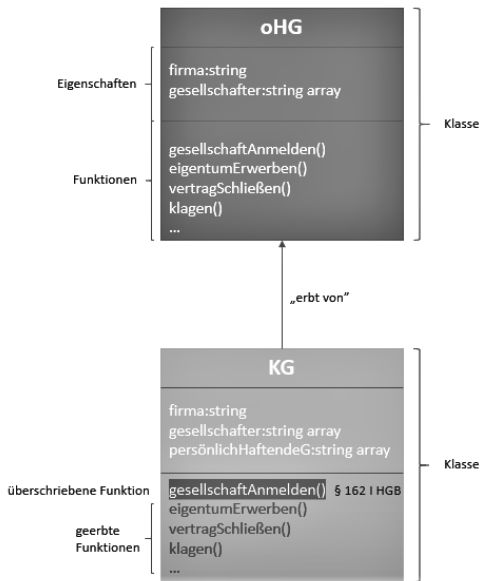 oHG
Eigenschaften
firma:string
gesellschafter:string array
Klasse
Funktionen
gesellschaftAnmelden()
eigentumErwerben()
vertragSchließen()
klagen()
...
„erbt von"
KG
firma:string
gesellschafter:string array
persönlichHaftendeG:string array
Klasse
überschriebene Funktion
gesellschaftAnmelden() § 162 I HGB
geerbte
Funktionen
eigentumErwerben()
vertragSchließen()
klagen()
...